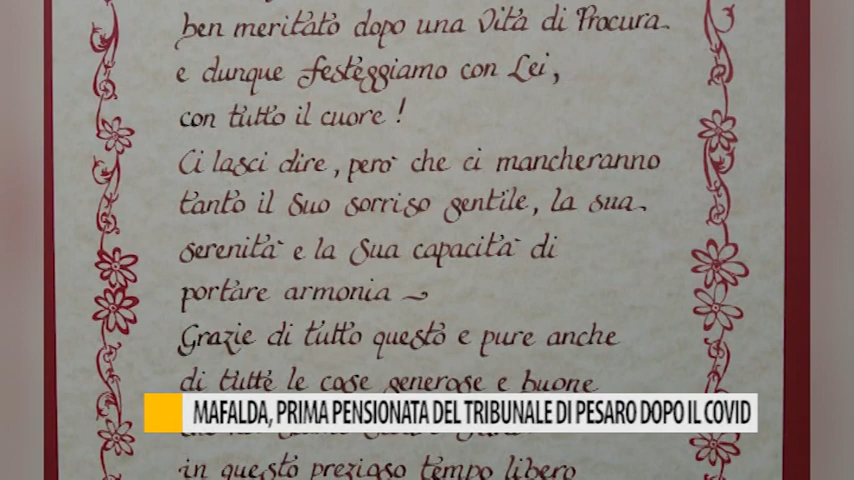 ben meritato dopo una Vita di Procura
e dunque festeggiamo con Lei,
con tutto il cuore!
Ci lasci dire, però che ci mancheranno
tanto il Suo sorriso gentile, la sua
serenità e la Sua capacità di
portare armonia
Grazie di tutto questo e pure anche
di tutte le cose generose e buone
MAFALDA, PRIMA PENSIONATA DEL TRIBUNALE DI PESARO DOPO IL COVID
in questo prezioso tempo libero